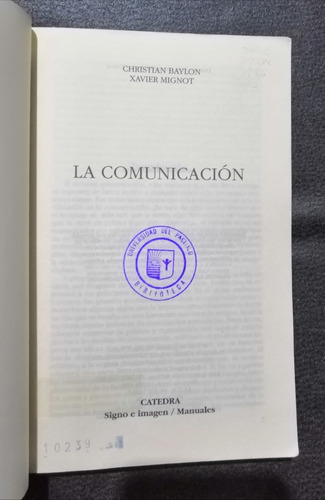 CHRISTIAN BAYLON
XAVIER MIGNOT
LA COMUNICACIÓN
UNIVERSIDAD DEL PACIFICO
BIBLIOTECA
CATEDRA
Signo e imagen / Manuales
10239